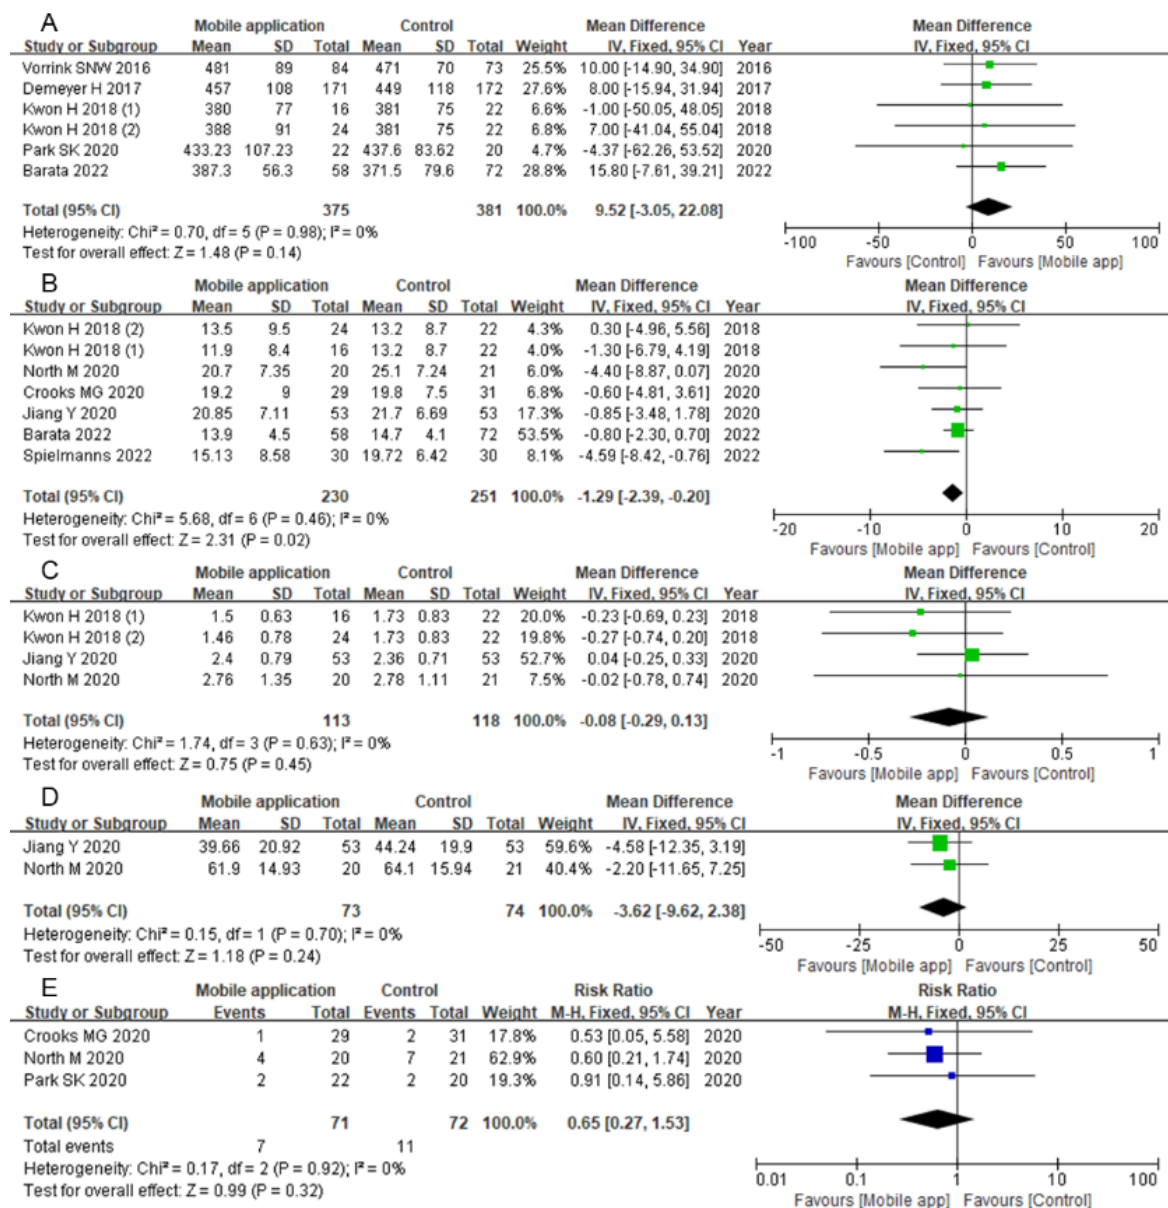 A
Mobile application Control Mean Difference Mean Difference
Study or Subgroup Mean SD Total Mean SD Total Weight IV, Fixed, 95% CI Year IV, Fixed, 95% CI
Vorrink SNW 2016 481 89 84 471 70 73 25.5% 10.00 [-14.90, 34.90] 2016
Demeyer H 2017 457 108 171 449 118 172 27.6% 8.00 [-15.94, 31.94] 2017
Kwon H 2018 (1) 380 77 16 381 75 22 6.6% -1.00 [-50.05, 48.05] 2018
Kwon H 2018 (2) 388 91 24 381 75 22 6.8% 7.00 [-41.04, 55.04] 2018
Park SK 2020 433.23 107.23 22 437.6 83.62 20 4.7% -4.37 [-62.26, 53.52] 2020
Barata 2022 387.3 56.3 58 371.5 79.6 72 28.8% 15.80 [-7.61, 39.21] 2022
Total (95% CI) 375 381 100.0% 9.52 [-3.05, 22.08]
Heterogeneity: Chi² = 0.70, df = 5 (P = 0.98); I² = 0%
Test for overall effect: Z = 1.48 (P = 0.14)
-100 -50 0 50 100
Favours [Control] Favours [Mobile app]
B
Mobile application Control Mean Difference Mean Difference
Study or Subgroup Mean SD Total Mean SD Total Weight IV, Fixed, 95% CI Year IV, Fixed, 95% CI
Kwon H 2018 (2) 13.5 9.5 24 13.2 8.7 22 4.3% 0.30 [-4.96, 5.56] 2018
Kwon H 2018 (1) 11.9 8.4 16 13.2 8.7 22 4.0% -1.30 [-6.79, 4.19] 2018
North M 2020 20.7 7.35 20 25.1 7.24 21 6.0% -4.40 [-8.87, 0.07] 2020
Crooks MG 2020 19.2 9 29 19.8 7.5 31 6.8% -0.60 [-4.81, 3.61] 2020
Jiang Y 2020 20.85 7.11 53 21.7 6.69 53 17.3% -0.85 [-3.48, 1.78] 2020
Barata 2022 13.9 4.5 58 14.7 4.1 72 53.5% -0.80 [-2.30, 0.70] 2022
Spielmanns 2022 15.13 8.58 30 19.72 6.42 30 8.1% -4.59 [-8.42, -0.76] 2022
Total (95% CI) 230 251 100.0% -1.29 [-2.39, -0.20]
Heterogeneity: Chi² = 5.68, df = 6 (P = 0.46); I² = 0%
Test for overall effect: Z = 2.31 (P = 0.02)
-20 -10 0 10 20
Favours [Mobile app] Favours [Control]
C
Mobile application Control Mean Difference Mean Difference
Study or Subgroup Mean SD Total Mean SD Total Weight IV, Fixed, 95% CI Year IV, Fixed, 95% CI
Kwon H 2018 (1) 1.5 0.63 16 1.73 0.83 22 20.0% -0.23 [-0.69, 0.23] 2018
Kwon H 2018 (2) 1.46 0.78 24 1.73 0.83 22 19.8% -0.27 [-0.74, 0.20] 2018
Jiang Y 2020 2.4 0.79 53 2.36 0.71 53 52.7% 0.04 [-0.25, 0.33] 2020
North M 2020 2.76 1.35 20 2.78 1.11 21 7.5% -0.02 [-0.78, 0.74] 2020
Total (95% CI) 113 118 100.0% -0.08 [-0.29, 0.13]
Heterogeneity: Chi² = 1.74, df = 3 (P = 0.63); I² = 0%
Test for overall effect: Z = 0.75 (P = 0.45)
-1 -0.5 0 0.5 1
Favours [Mobile app] Favours [Control]
D
Mobile application Control Mean Difference Mean Difference
Study or Subgroup Mean SD Total Mean SD Total Weight IV, Fixed, 95% CI IV, Fixed, 95% CI
Jiang Y 2020 39.66 20.92 53 44.24 19.9 53 59.6% -4.58 [-12.35, 3.19]
North M 2020 61.9 14.93 20 64.1 15.94 21 40.4% -2.20 [-11.65, 7.25]
Total (95% CI) 73 74 100.0% -3.62 [-9.62, 2.38]
Heterogeneity: Chi² = 0.15, df = 1 (P = 0.70); I² = 0%
Test for overall effect: Z = 1.18 (P = 0.24)
-50 -25 0 25 50
Favours [Mobile app] Favours [Control]
E
Mobile application Control Risk Ratio Risk Ratio
Study or Subgroup Events Total Events Total Weight M-H, Fixed, 95% CI Year M-H, Fixed, 95% CI
Crooks MG 2020 1 29 2 31 17.8% 0.53 [0.05, 5.58] 2020
North M 2020 4 20 7 21 62.9% 0.60 [0.21, 1.74] 2020
Park SK 2020 2 22 2 20 19.3% 0.91 [0.14, 5.86] 2020
Total (95% CI) 71 72 100.0% 0.65 [0.27, 1.53]
Total events 7 11
Heterogeneity: Chi² = 0.17, df = 2 (P = 0.92); I² = 0%
Test for overall effect: Z = 0.99 (P = 0.32)
0.01 0.1 1 10 100
Favours [Mobile app] Favours [Control]